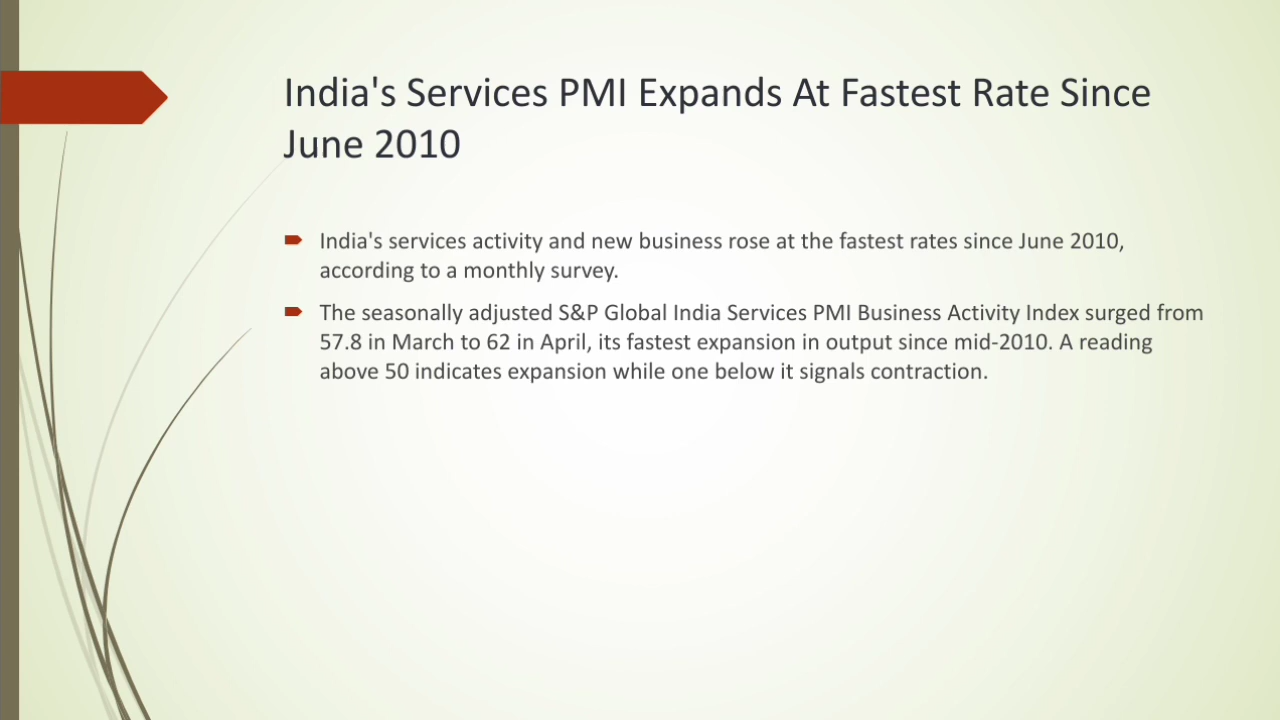 India's Services PMI Expands At Fastest Rate Since
June 2010
India's services activity and new business rose at the fastest rates since June 2010,
according to a monthly survey.
The seasonally adjusted S&P Global India Services PMI Business Activity Index surged from
57.8 in March to 62 in April, its fastest expansion in output since mid-2010. A reading
above 50 indicates expansion while one below it signals contraction.